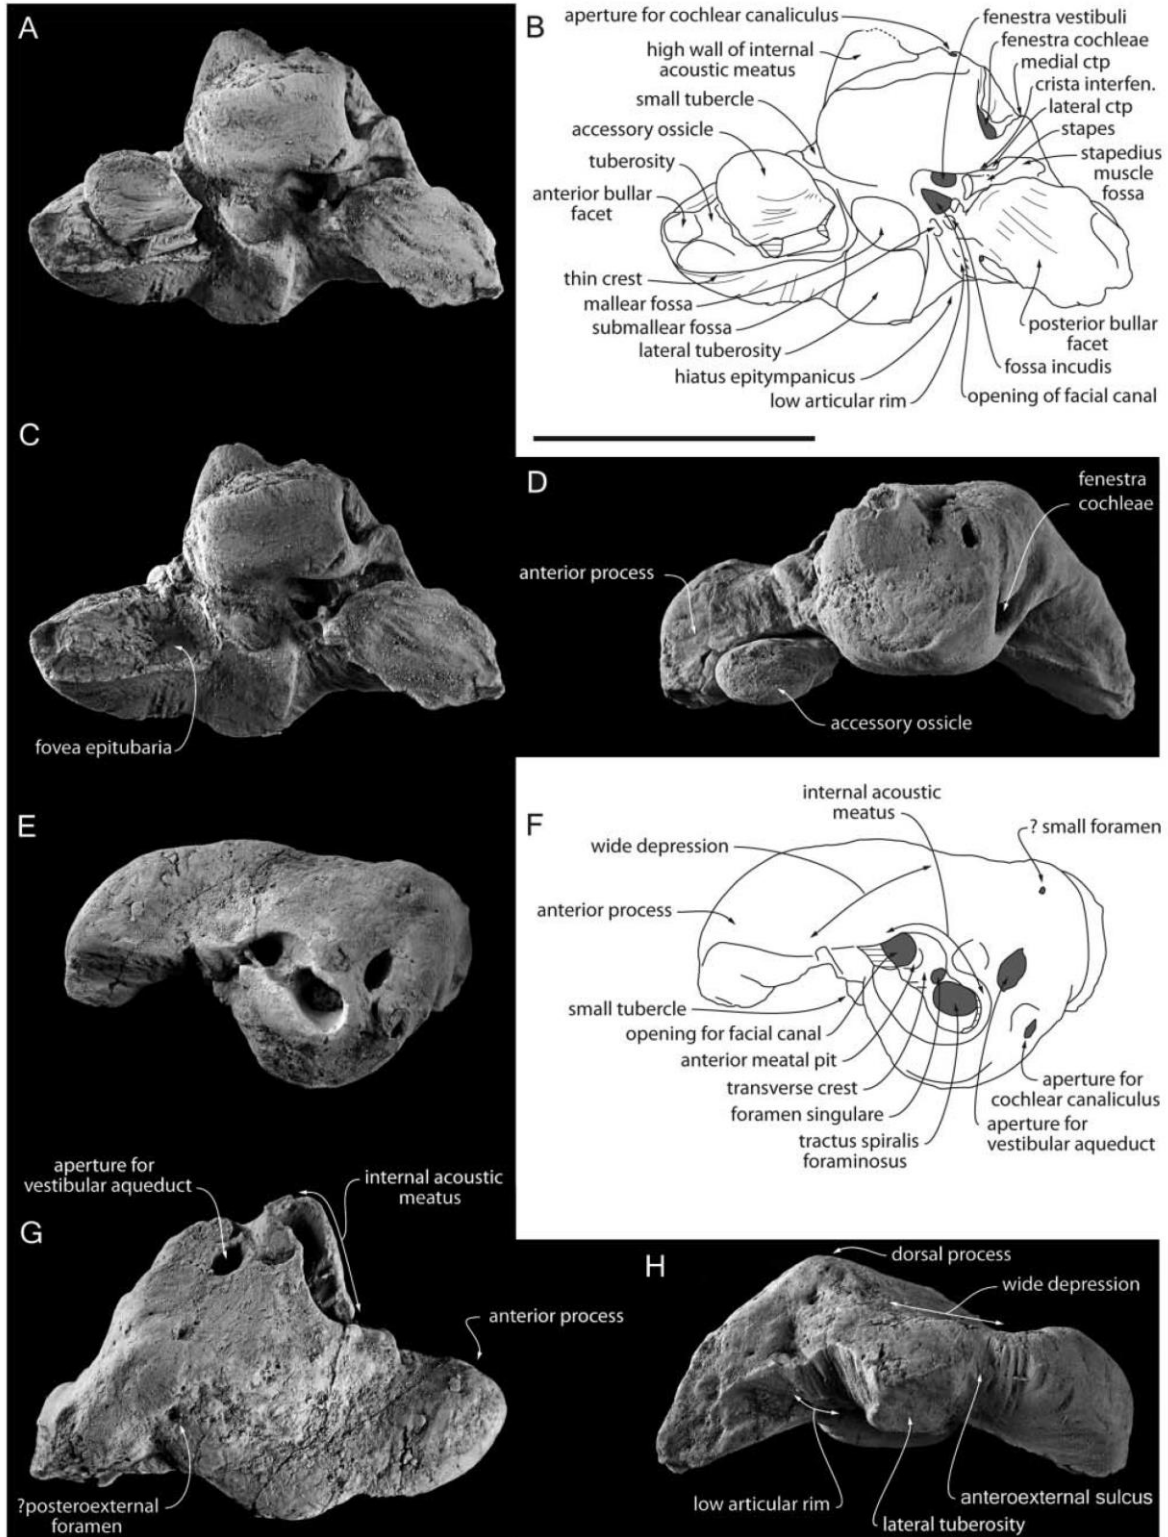 A
B
aperture for cochlear canaliculus
high wall of internal
acoustic meatus
small tubercle
accessory ossicle
tuberosity
anterior bullar
facet
thin crest
mallear fossa
submallear fossa
lateral tuberosity
hiatus epitympanicus
low articular rim
fenestra vestibuli
fenestra cochleae
medial ctp
crista interfen.
lateral ctp
stapes
stapedius
muscle
fossa
posterior bullar
facet
fossa incudis
opening of facial canal
C
fovea epitubaria
D
anterior process
fenestra
cochleae
accessory ossicle
E
F
internal acoustic
meatus
wide depression
anterior process
? small foramen
small tubercle
opening for facial canal
anterior meatal pit
transverse crest
foramen singulare
tractus spiralis
foraminosus
aperture for
cochlear canaliculus
aperture for
vestibular aqueduct
G
aperture for
vestibular aqueduct
internal acoustic
meatus
anterior process
?posteroexternal
foramen
H
dorsal process
wide depression
low articular rim
anteroexternal sulcus
lateral tuberosity